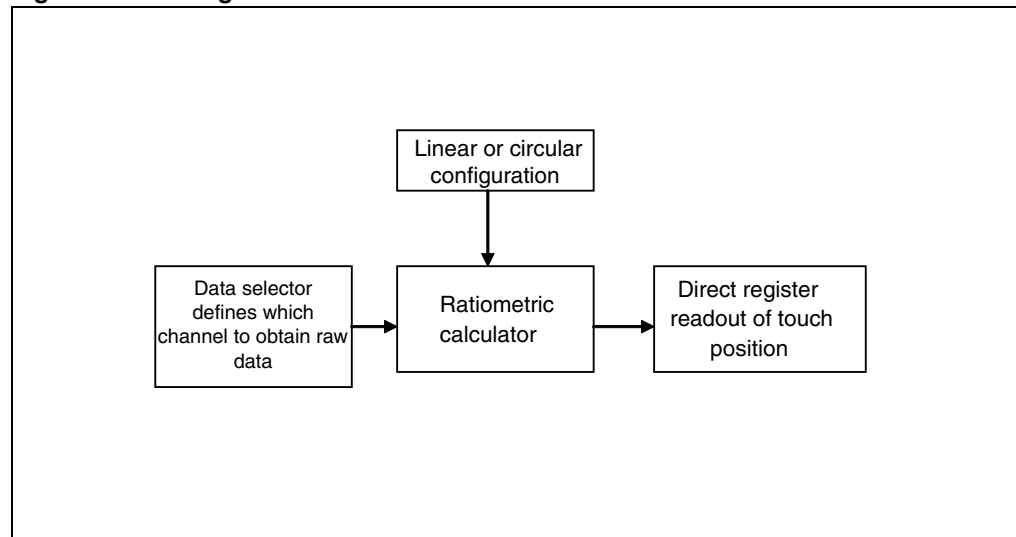 Linear or circular
configuration
Data selector
defines which
channel to obtain raw
data
Ratiometric
calculator
Direct register
readout of touch
position